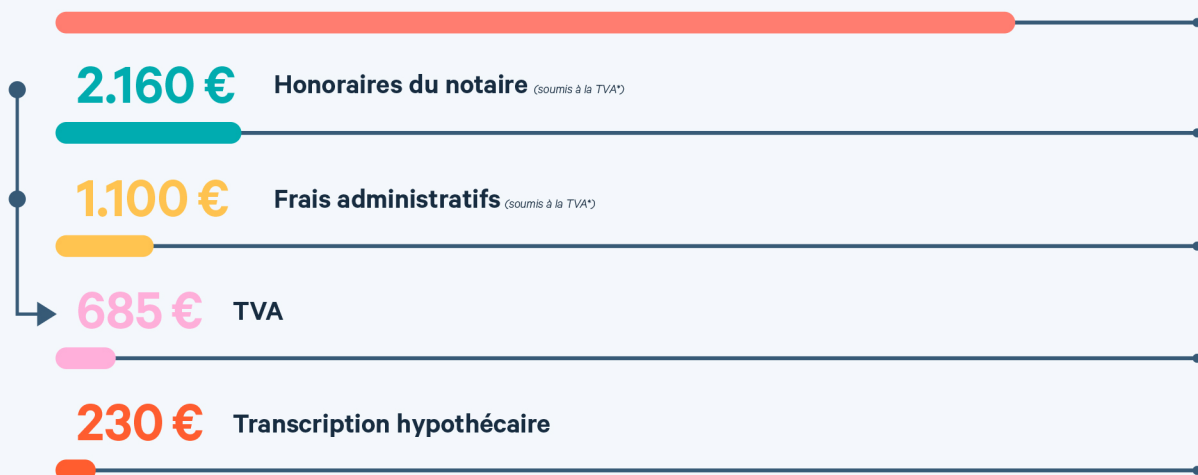 2.160 € Honoraires du notaire (soumis à la TVA*)
1.100 € Frais administratifs (soumis à la TVA*)
685 € TVA
230 € Transcription hypothécaire